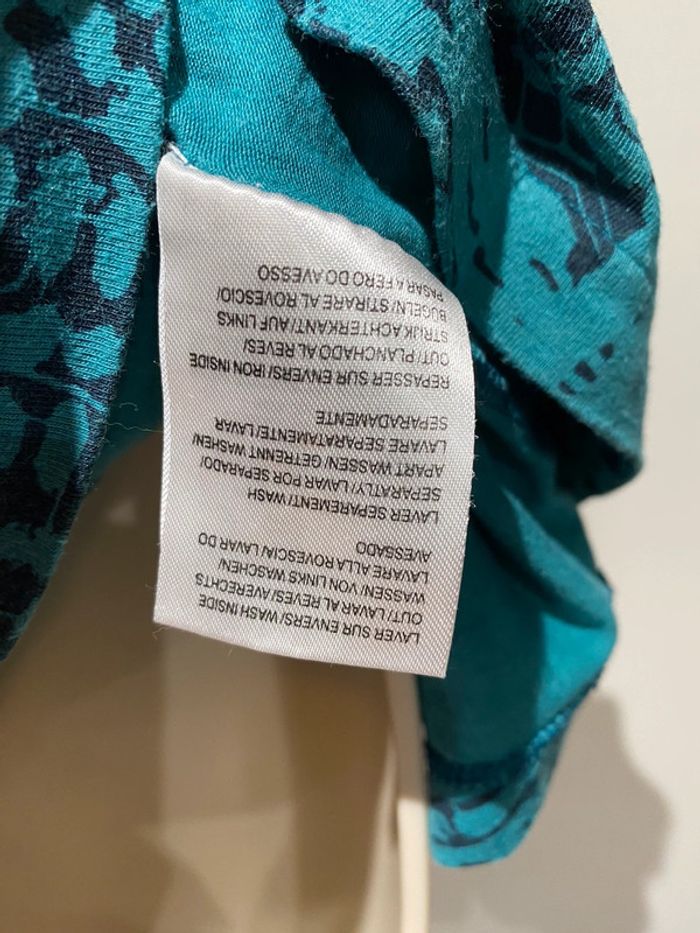 LAVER SUR ENVERS/ WASH INSIDE
OUT/ LAVAR AL REVES/ AVERECHTS
WASSEN/ VON LINKS WASCHEN/
LAVARE ALLA ROVESCIA/ LAVAR DO
AVESSADO
LAVER SEPAREMENT/ WASH
SEPARATLY/ LAVAR POR SEPARADO/
APART WASSEN/ GETRENNT WASHEN/
LAVARE SEPARATAMENTE/ LAVAR
SEPARADAMENTE
REPASSER SUR ENVERS/ IRON INSIDE
OUT/ PLANCHADO AL REVES/
STRIJK ACHTERKANT/ AUF LINKS
BUGELN/ STIRARE AL ROVESCIO/
PASAR A FERO DO AVESSO